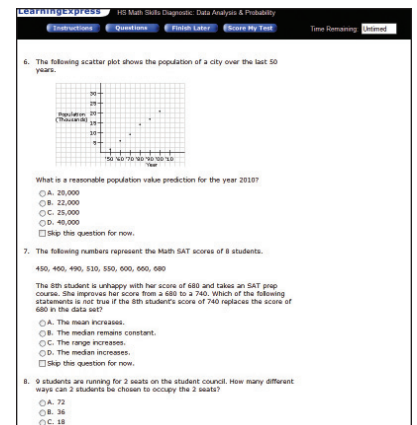 LearningExpress HS Math Skills Diagnostic: Data Analysis & Probability
Instructions Questions Finish Later Score My Test Time Remaining: Untimed
6. The following scatter plot shows the population of a city over the last 50
years.
30
25
Population 20
(Thousands) 15
10
5
'50 '60 '70 '80 '90 '00 '10
Year
What is a reasonable population value prediction for the year 2010?
A. 20,000
B. 22,000
C. 25,000
D. 40,000
Skip this question for now.
7. The following numbers represent the Math SAT scores of 8 students.
450, 460, 490, 510, 550, 600, 660, 680
The 8th student is unhappy with her score of 680 and takes an SAT prep
course. She improves her score from a 680 to a 740. Which of the following
statements is not true if the 8th student's score of 740 replaces the score of
680 in the data set?
A. The mean increases.
B. The median remains constant.
C. The range increases.
D. The median increases.
Skip this question for now.
8. 9 students are running for 2 seats on the student council. How many different
ways can 2 students be chosen to occupy the 2 seats?
A. 72
B. 36
C. 18